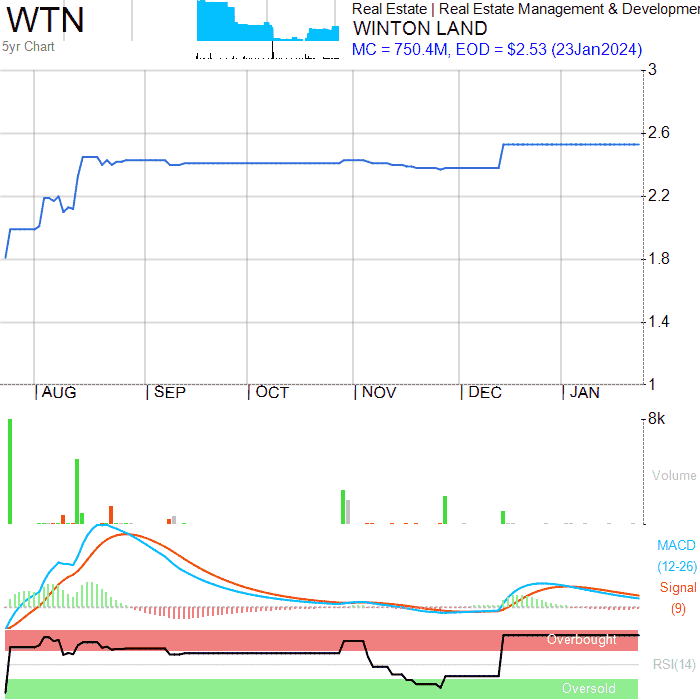 WTN
5yr Chart
Real Estate | Real Estate Management & Developmen
WINTON LAND
MC = 750.4M, EOD = $2.53 (23Jan2024)
3
2.6
2.2
1.8
1.4
1
AUG SEP OCT NOV DEC JAN
8k
Volume
MACD
(12-26)
Signal
(9)
Overbought
RSI(14)
Oversold